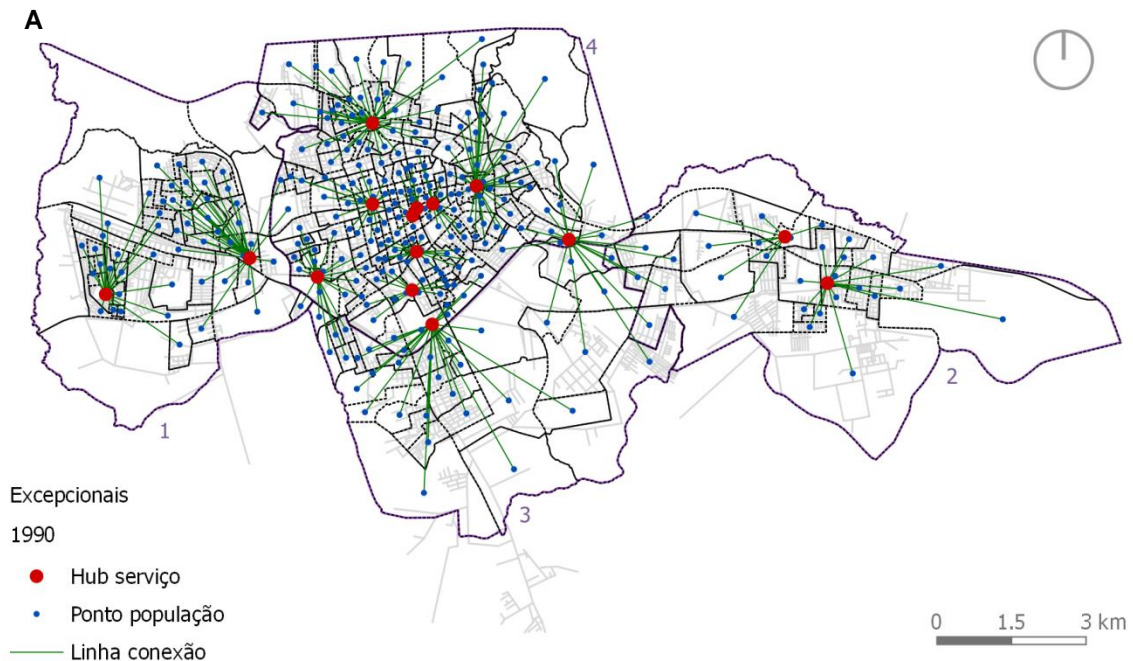 A
4
2
1
3
Excepcionais
1990
Hub serviço
Ponto população
Linha conexão
0 1.5 3 km